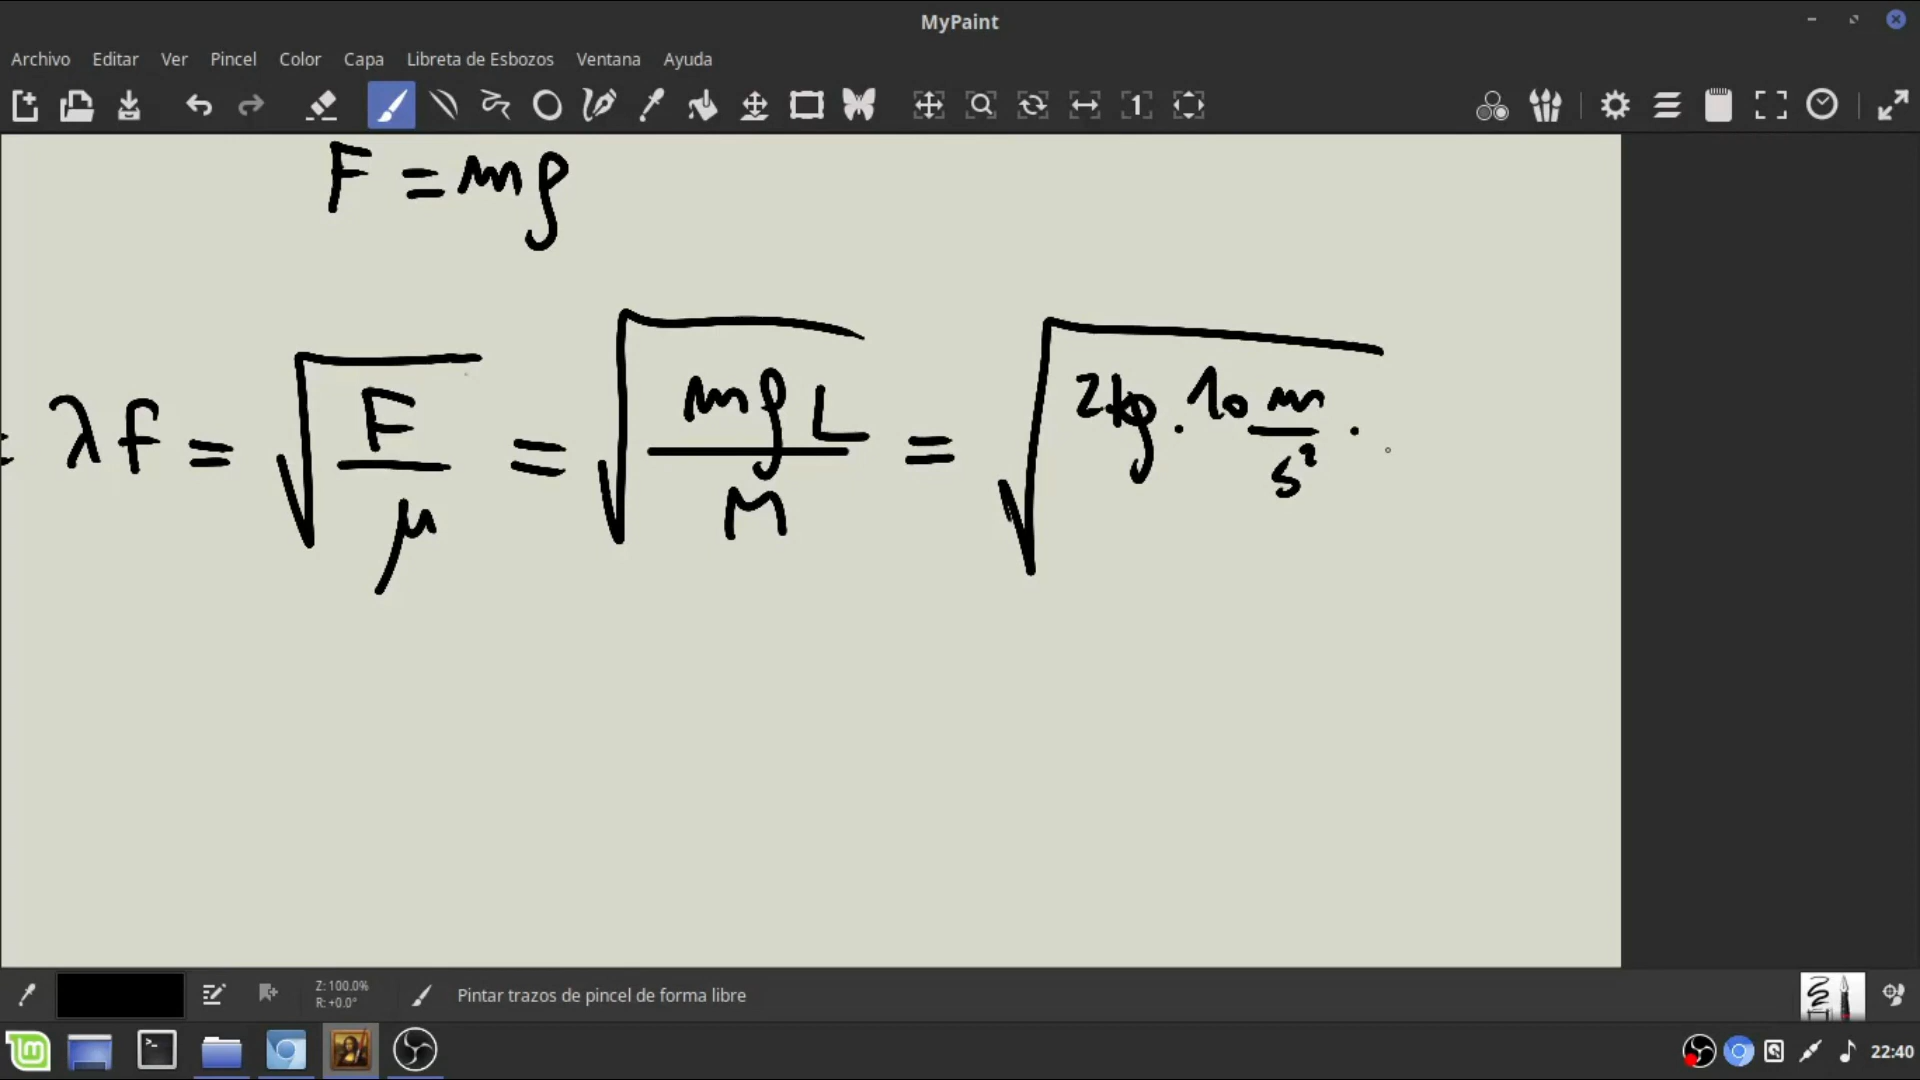 MyPaint
Archivo Editar Ver Pincel Color Capa Libreta de Esbozos Ventana Ayuda
F = mg
= λf = √(F/μ) = √(mgL/M) = √(2kg · 10 m/s² ·
Z: 100.0%
R: +0.0°
Pintar trazos de pincel de forma libre
22:40